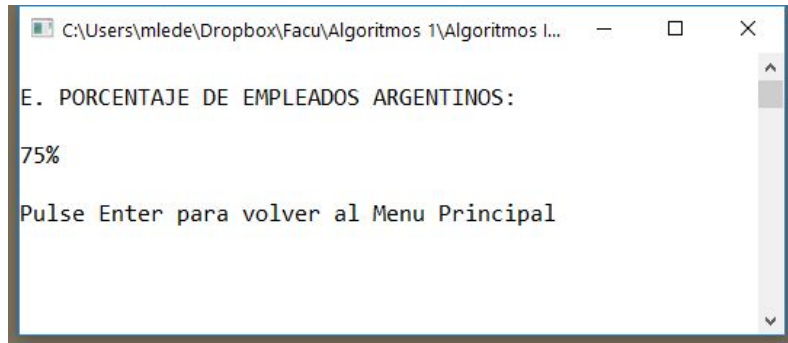 C:\Users\mlede\Dropbox\Facu\Algoritmos 1\Algoritmos I...
E. PORCENTAJE DE EMPLEADOS ARGENTINOS:
75%
Pulse Enter para volver al Menu Principal